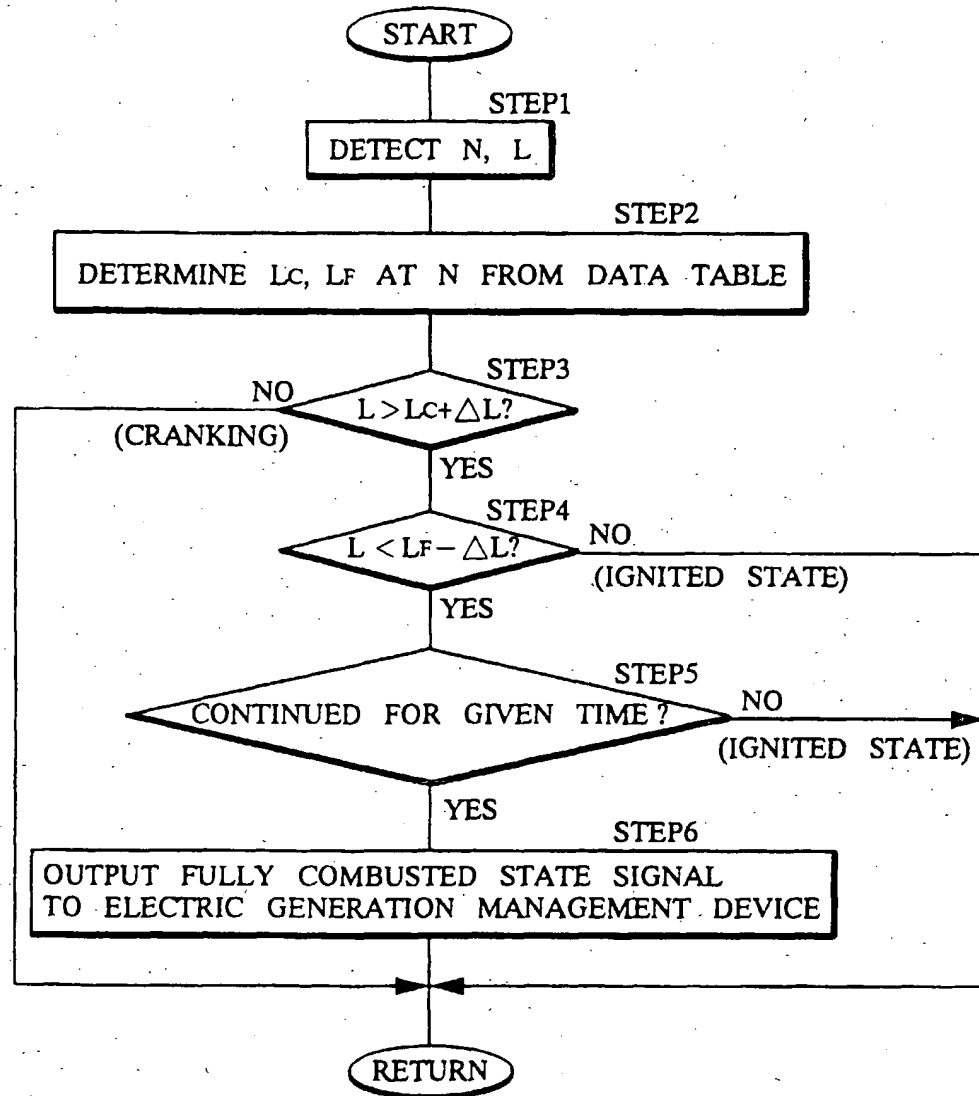 START
STEP1
DETECT N, L
STEP2
DETERMINE LC, LF AT N FROM DATA TABLE
STEP3
NO
L > LC + △L?
(CRANKING)
YES
STEP4
NO
L < LF − △L?
(IGNITED STATE)
YES
STEP5
NO
CONTINUED FOR GIVEN TIME ?
(IGNITED STATE)
YES
STEP6
OUTPUT FULLY COMBUSTED STATE SIGNAL
TO ELECTRIC GENERATION MANAGEMENT DEVICE
RETURN